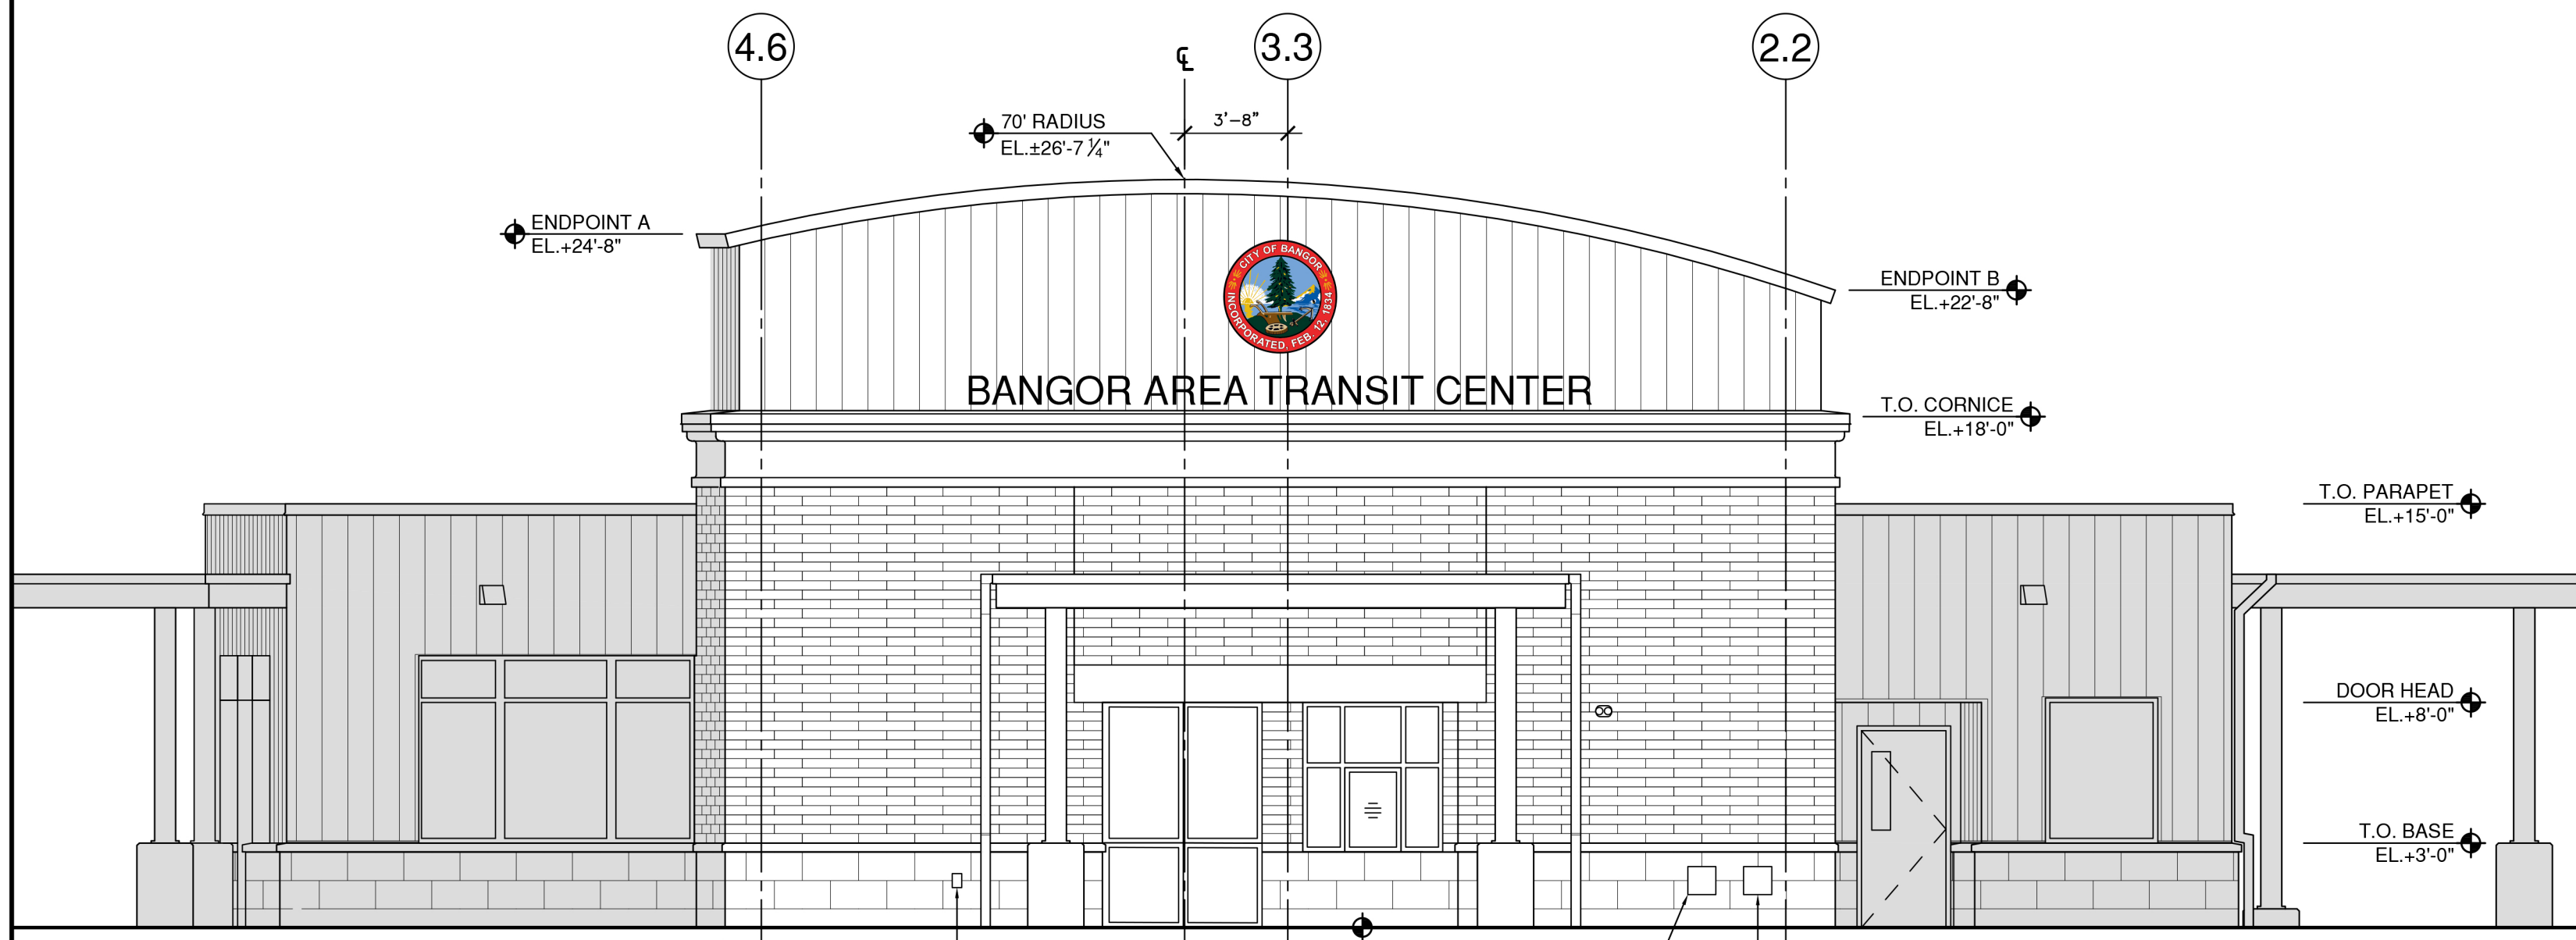 4.6
℄
3.3
2.2
70' RADIUS
EL.±26'-7 ¼"
3'-8"
ENDPOINT A
EL.+24'-8"
CITY OF BANGOR
INCORPORATED, FEB. 12, 1834
ENDPOINT B
EL.+22'-8"
BANGOR AREA TRANSIT CENTER
T.O. CORNICE
EL.+18'-0"
T.O. PARAPET
EL.+15'-0"
DOOR HEAD
EL.+8'-0"
T.O. BASE
EL.+3'-0"